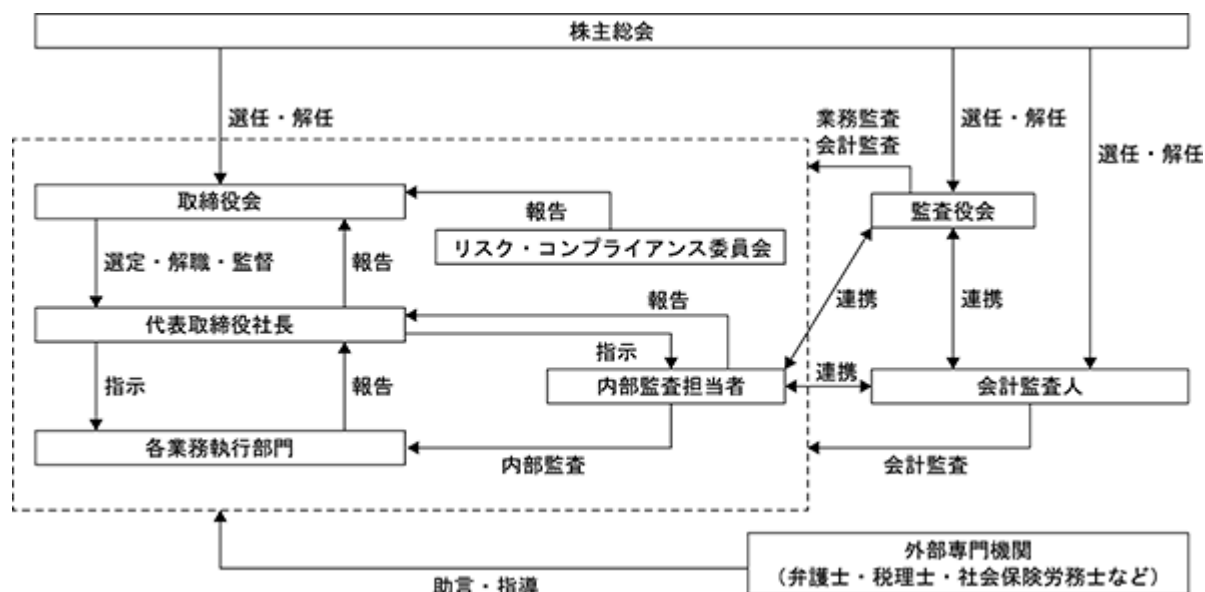 株主総会
選任・解任
業務監査
会計監査
選任・解任
選任・解任
取締役会
報告
監査役会
リスク・コンプライアンス委員会
選定・解職・監督
報告
連携
連携
報告
代表取締役社長
指示
指示
報告
内部監査担当者
連携
会計監査人
各業務執行部門
内部監査
会計監査
外部専門機関
（弁護士・税理士・社会保険労務士など）
助言・指導